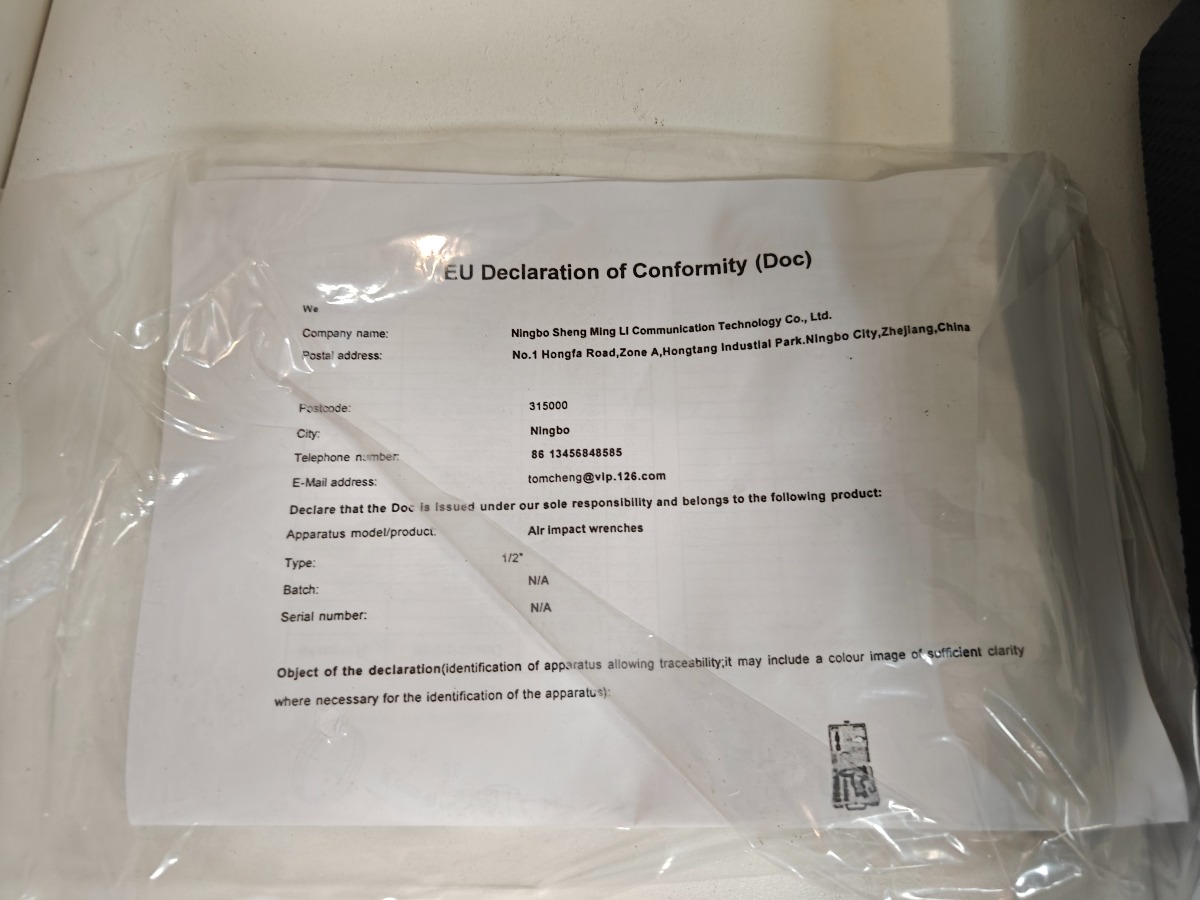 EU Declaration of Conformity (Doc)
We
Company name: Ningbo Sheng Ming LI Communication Technology Co., Ltd.
Postal address: No.1 Hongfa Road,Zone A,Hongtang Industial Park.Ningbo City,Zhejiang,China
Postcode: 315000
City: Ningbo
Telephone number: 86 13456848585
E-Mail address: tomcheng@vip.126.com
Declare that the Doc is issued under our sole responsibility and belongs to the following product:
Apparatus model/product: Air impact wrenches
Type: 1/2"
Batch: N/A
Serial number: N/A
Object of the declaration(identification of apparatus allowing traceability;it may include a colour image of sufficient clarity
where necessary for the identification of the apparatus):